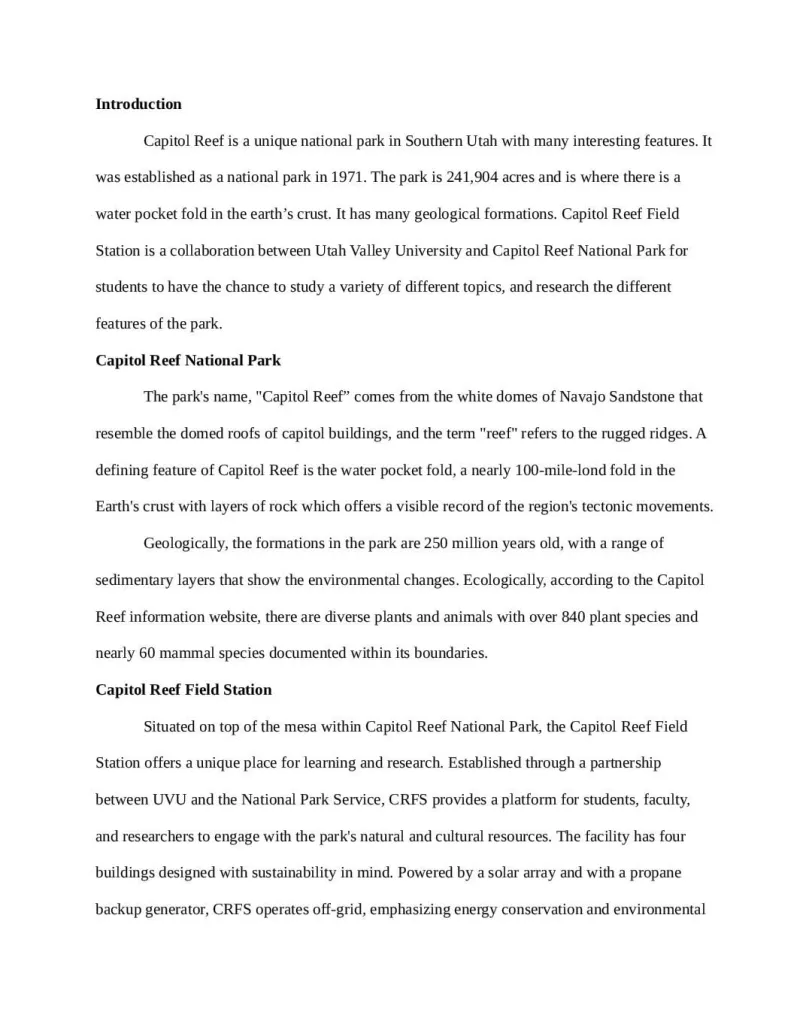 Introduction
Capitol Reef is a unique national park in Southern Utah with many interesting features. It
was established as a national park in 1971. The park is 241,904 acres and is where there is a
water pocket fold in the earth’s crust. It has many geological formations. Capitol Reef Field
Station is a collaboration between Utah Valley University and Capitol Reef National Park for
students to have the chance to study a variety of different topics, and research the different
features of the park.
Capitol Reef National Park
The park's name, "Capitol Reef” comes from the white domes of Navajo Sandstone that
resemble the domed roofs of capitol buildings, and the term "reef" refers to the rugged ridges. A
defining feature of Capitol Reef is the water pocket fold, a nearly 100-mile-lond fold in the
Earth's crust with layers of rock which offers a visible record of the region's tectonic movements.
Geologically, the formations in the park are 250 million years old, with a range of
sedimentary layers that show the environmental changes. Ecologically, according to the Capitol
Reef information website, there are diverse plants and animals with over 840 plant species and
nearly 60 mammal species documented within its boundaries.
Capitol Reef Field Station
Situated on top of the mesa within Capitol Reef National Park, the Capitol Reef Field
Station offers a unique place for learning and research. Established through a partnership
between UVU and the National Park Service, CRFS provides a platform for students, faculty,
and researchers to engage with the park's natural and cultural resources. The facility has four
buildings designed with sustainability in mind. Powered by a solar array and with a propane
backup generator, CRFS operates off-grid, emphasizing energy conservation and environmental